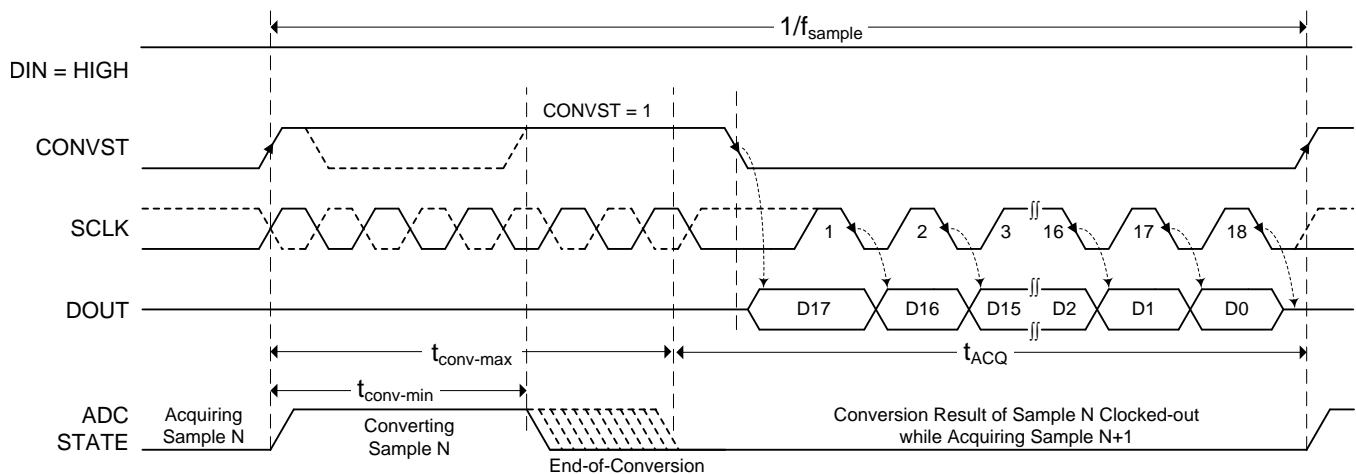 1/fsample
DIN = HIGH
CONVST = 1
CONVST
SCLK
1 2 3 16 17 18
DOUT
D17 D16 D15 D2 D1 D0
tconv-max
tACQ
tconv-min
ADC
STATE
Acquiring
Sample N
Converting
Sample N
End-of-Conversion
Conversion Result of Sample N Clocked-out
while Acquiring Sample N+1